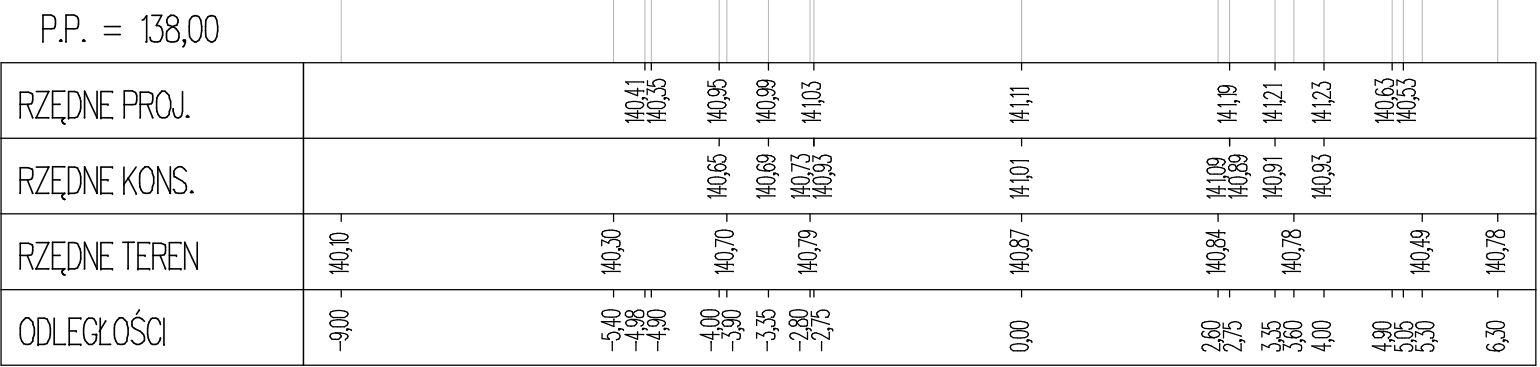 P.P. = 138,00
RZĘDNE PROJ. 140,41 140,35 140,95 140,99 141,03 141,11 141,19 141,21 141,23 140,63 140,53
RZĘDNE KONS. 140,65 140,69 140,73 140,93 141,01 141,09 140,89 140,91 140,93
RZĘDNE TEREN 140,10 140,30 140,70 140,79 140,87 140,84 140,78 140,49 140,78
ODLEGŁOŚCI -9,00 -5,40 -4,98 -4,90 -4,00 -3,90 -3,35 -2,80 -2,75 0,00 2,60 2,75 3,35 3,60 4,00 4,90 5,05 5,30 6,30